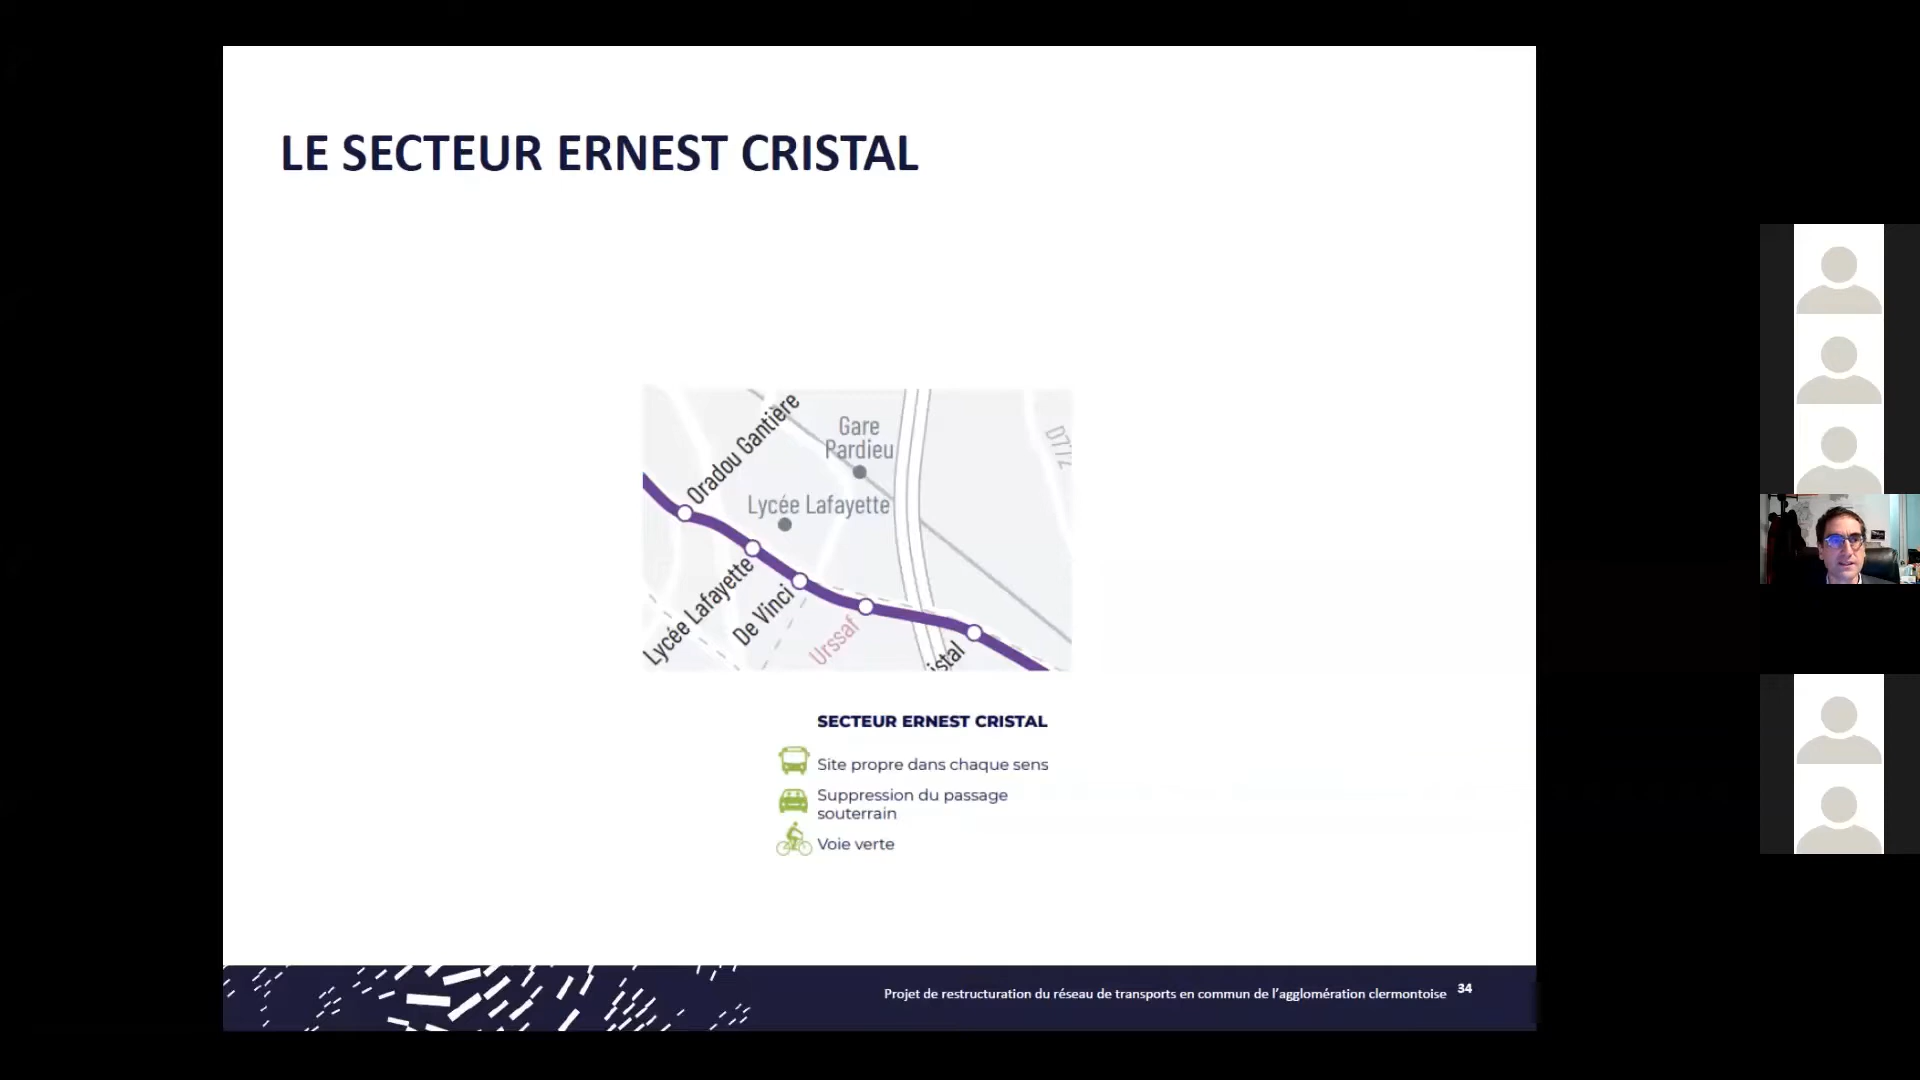 LE SECTEUR ERNEST CRISTAL
Oradou Gantière
Gare
Pardieu
D772
Lycée Lafayette
Lycée Lafayette
De Vinci
Urssaf
istal
SECTEUR ERNEST CRISTAL
Site propre dans chaque sens
Suppression du passage
souterrain
Voie verte
Projet de restructuration du réseau de transports en commun de l’agglomération clermontoise 34